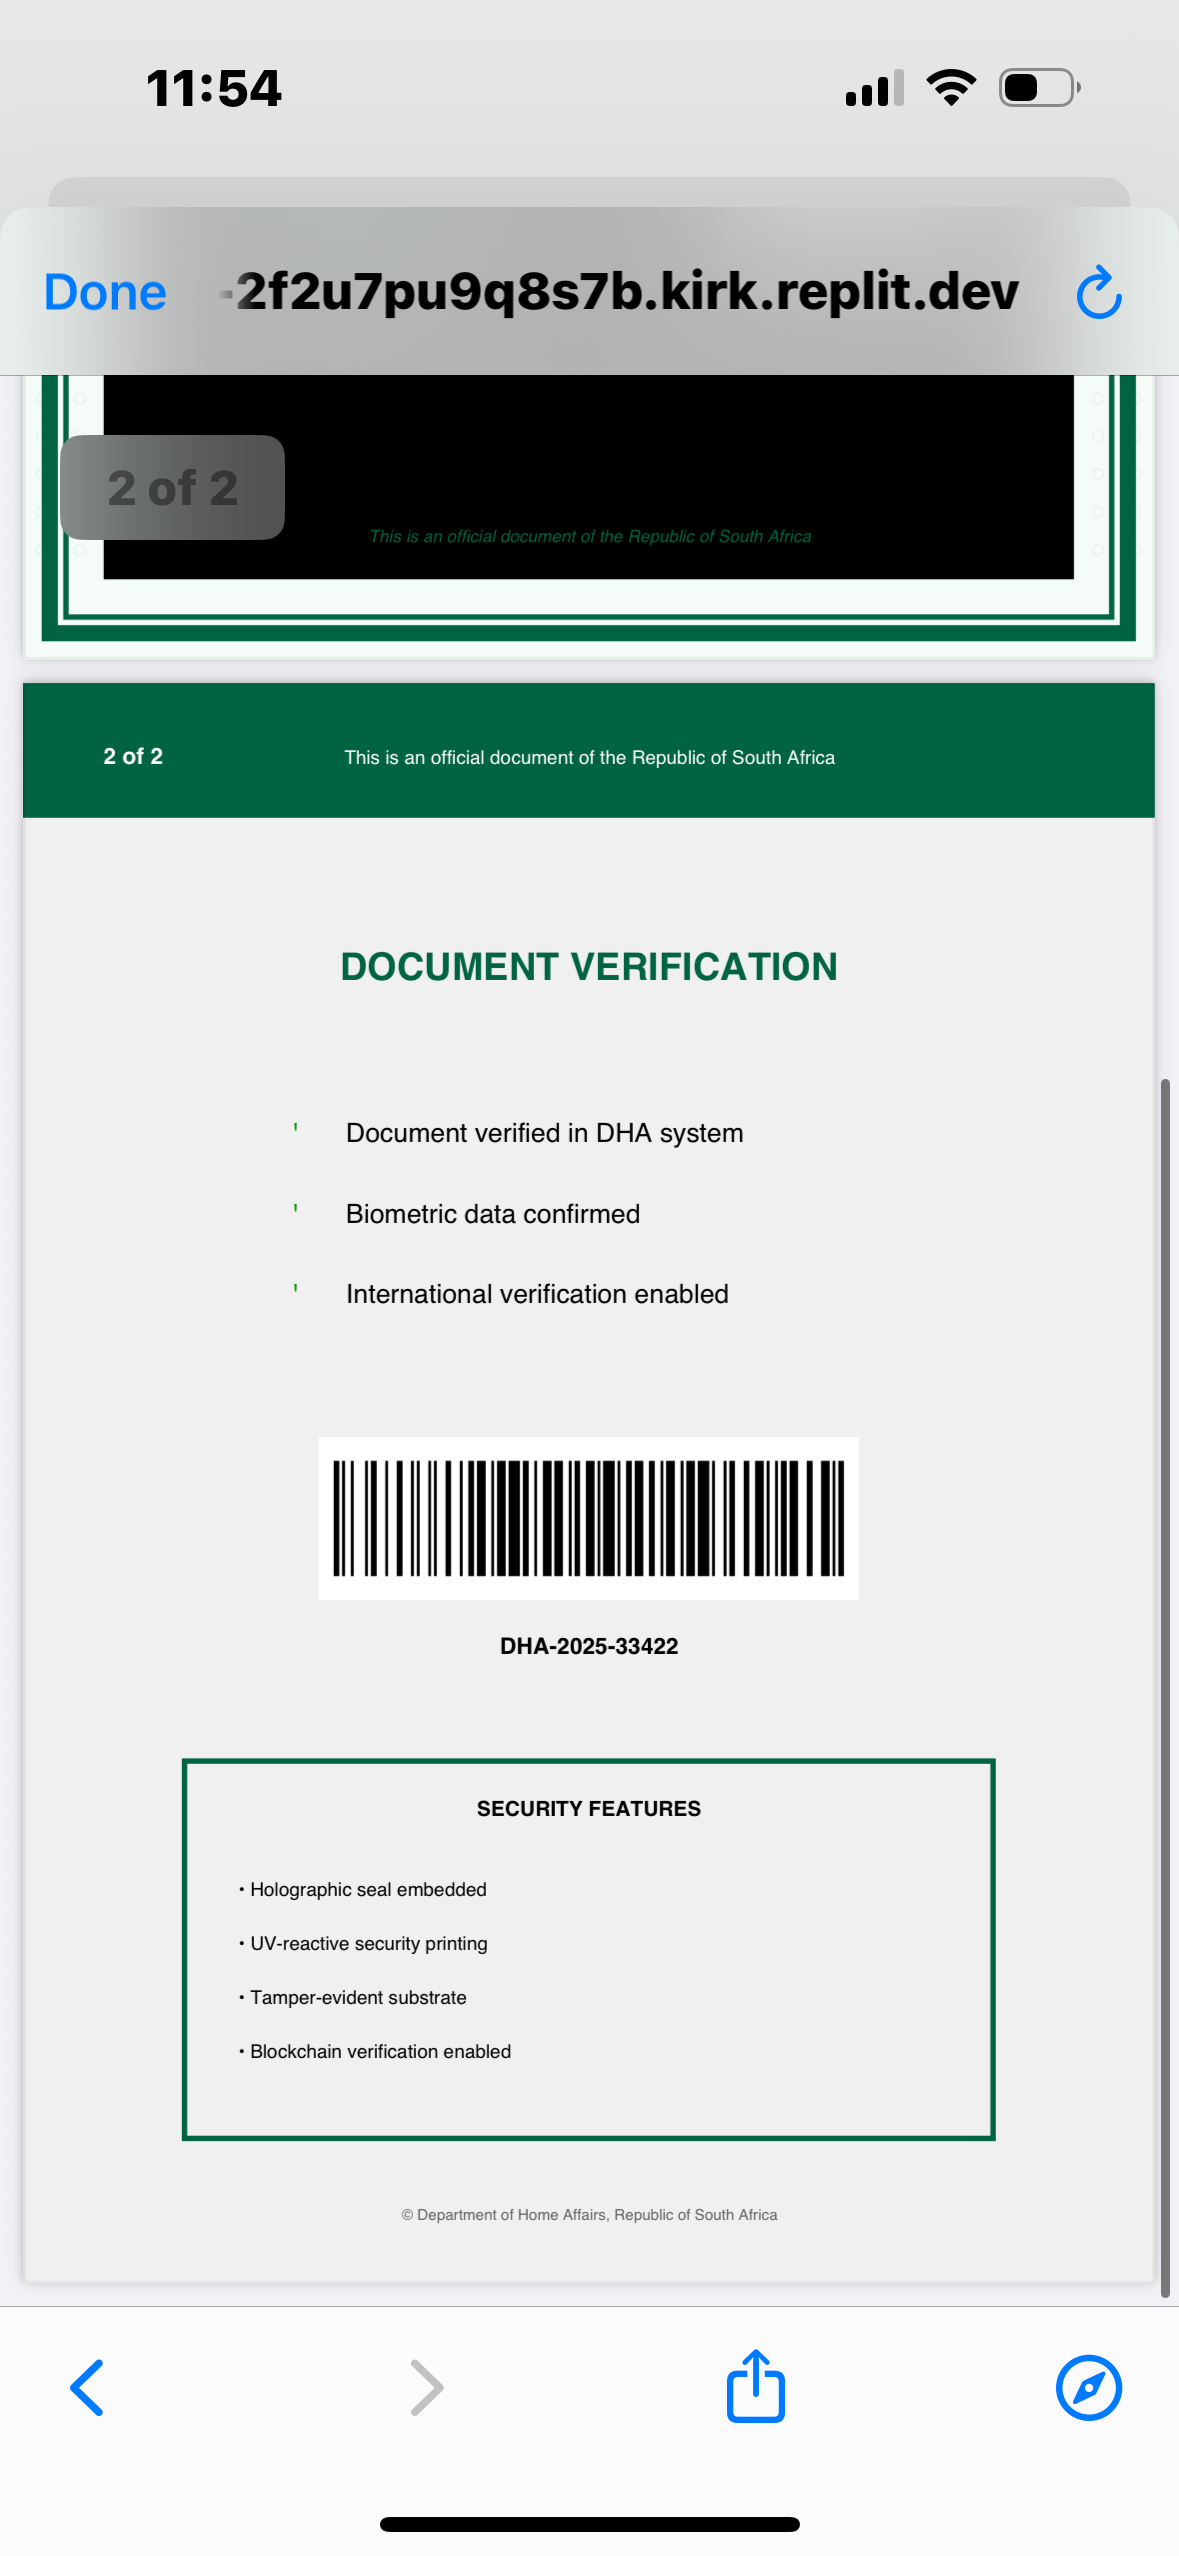 11:54
Done
-2f2u7pu9q8s7b.kirk.replit.dev
2 of 2
This is an official document of the Republic of South Africa
2 of 2
This is an official document of the Republic of South Africa
DOCUMENT VERIFICATION
' Document verified in DHA system
' Biometric data confirmed
' International verification enabled
DHA-2025-33422
SECURITY FEATURES
• Holographic seal embedded
• UV-reactive security printing
• Tamper-evident substrate
• Blockchain verification enabled
© Department of Home Affairs, Republic of South Africa